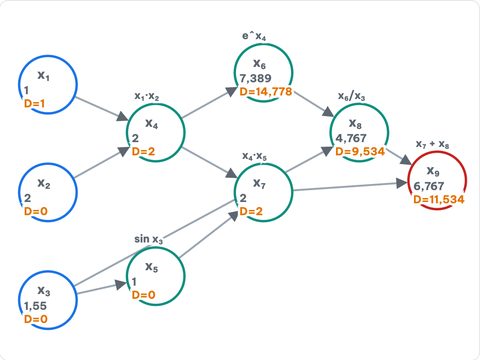 x₁
1
D=1
x₂
2
D=0
x₃
1,55
D=0
x₁·x₂
x₄
2
D=2
sin x₃
x₅
1
D=0
e^x₄
x₆
7,389
D=14,778
x₄·x₅
x₇
2
D=2
x₆/x₃
x₈
4,767
D=9,534
x₇ + x₈
x₉
6,767
D=11,534